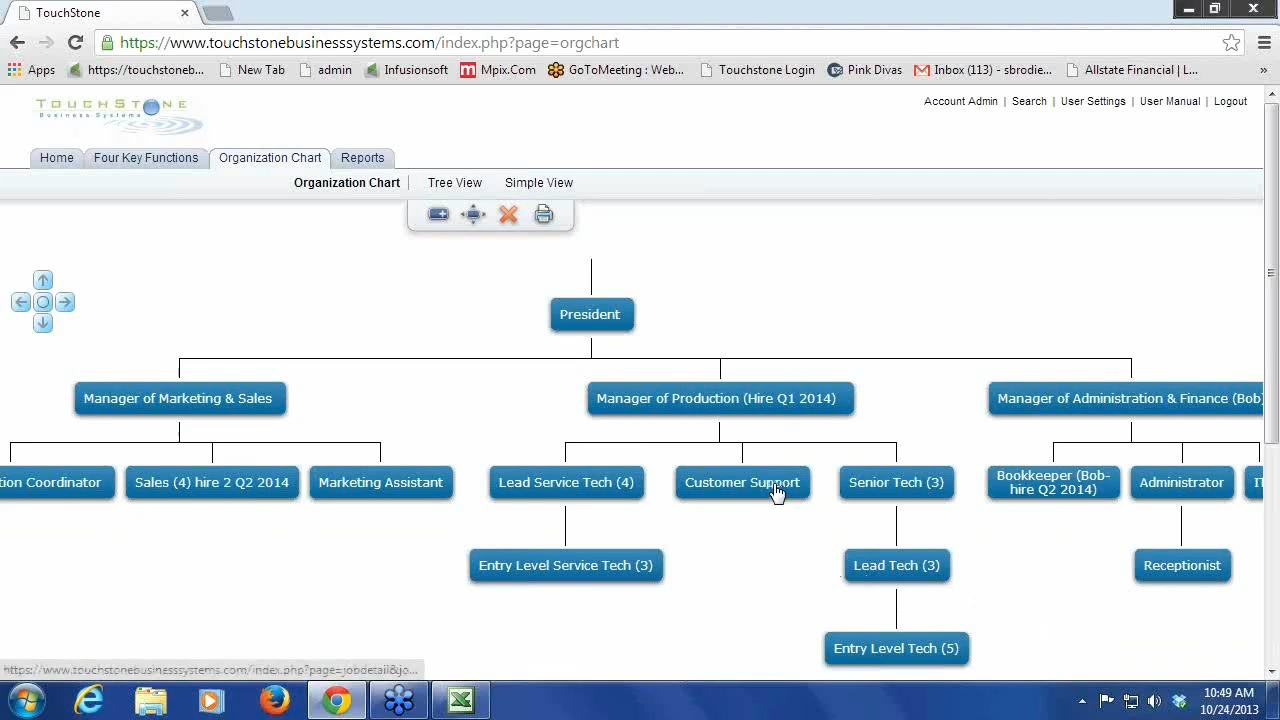 TouchStone
https://www.touchstonebusinesssystems.com/index.php?page=orgchart
Apps https://touchstoneb... New Tab admin Infusionsoft Mpix.Com GoToMeeting : Web... Touchstone Login Pink Divas Inbox (113) - sbrodie... Allstate Financial | L... »
TOUCHSTONE
Business Systems
Account Admin | Search | User Settings | User Manual | Logout
Home Four Key Functions Organization Chart Reports
Organization Chart | Tree View Simple View
President
Manager of Marketing & Sales Manager of Production (Hire Q1 2014) Manager of Administration & Finance (Bob)
tion Coordinator Sales (4) hire 2 Q2 2014 Marketing Assistant Lead Service Tech (4) Customer Support Senior Tech (3) Bookkeeper (Bob-
hire Q2 2014) Administrator IT
Entry Level Service Tech (3) Lead Tech (3) Receptionist
Entry Level Tech (5)
https://www.touchstonebusinesssystems.com/index.php?page=jobdetail&jo...
10:49 AM
10/24/2013